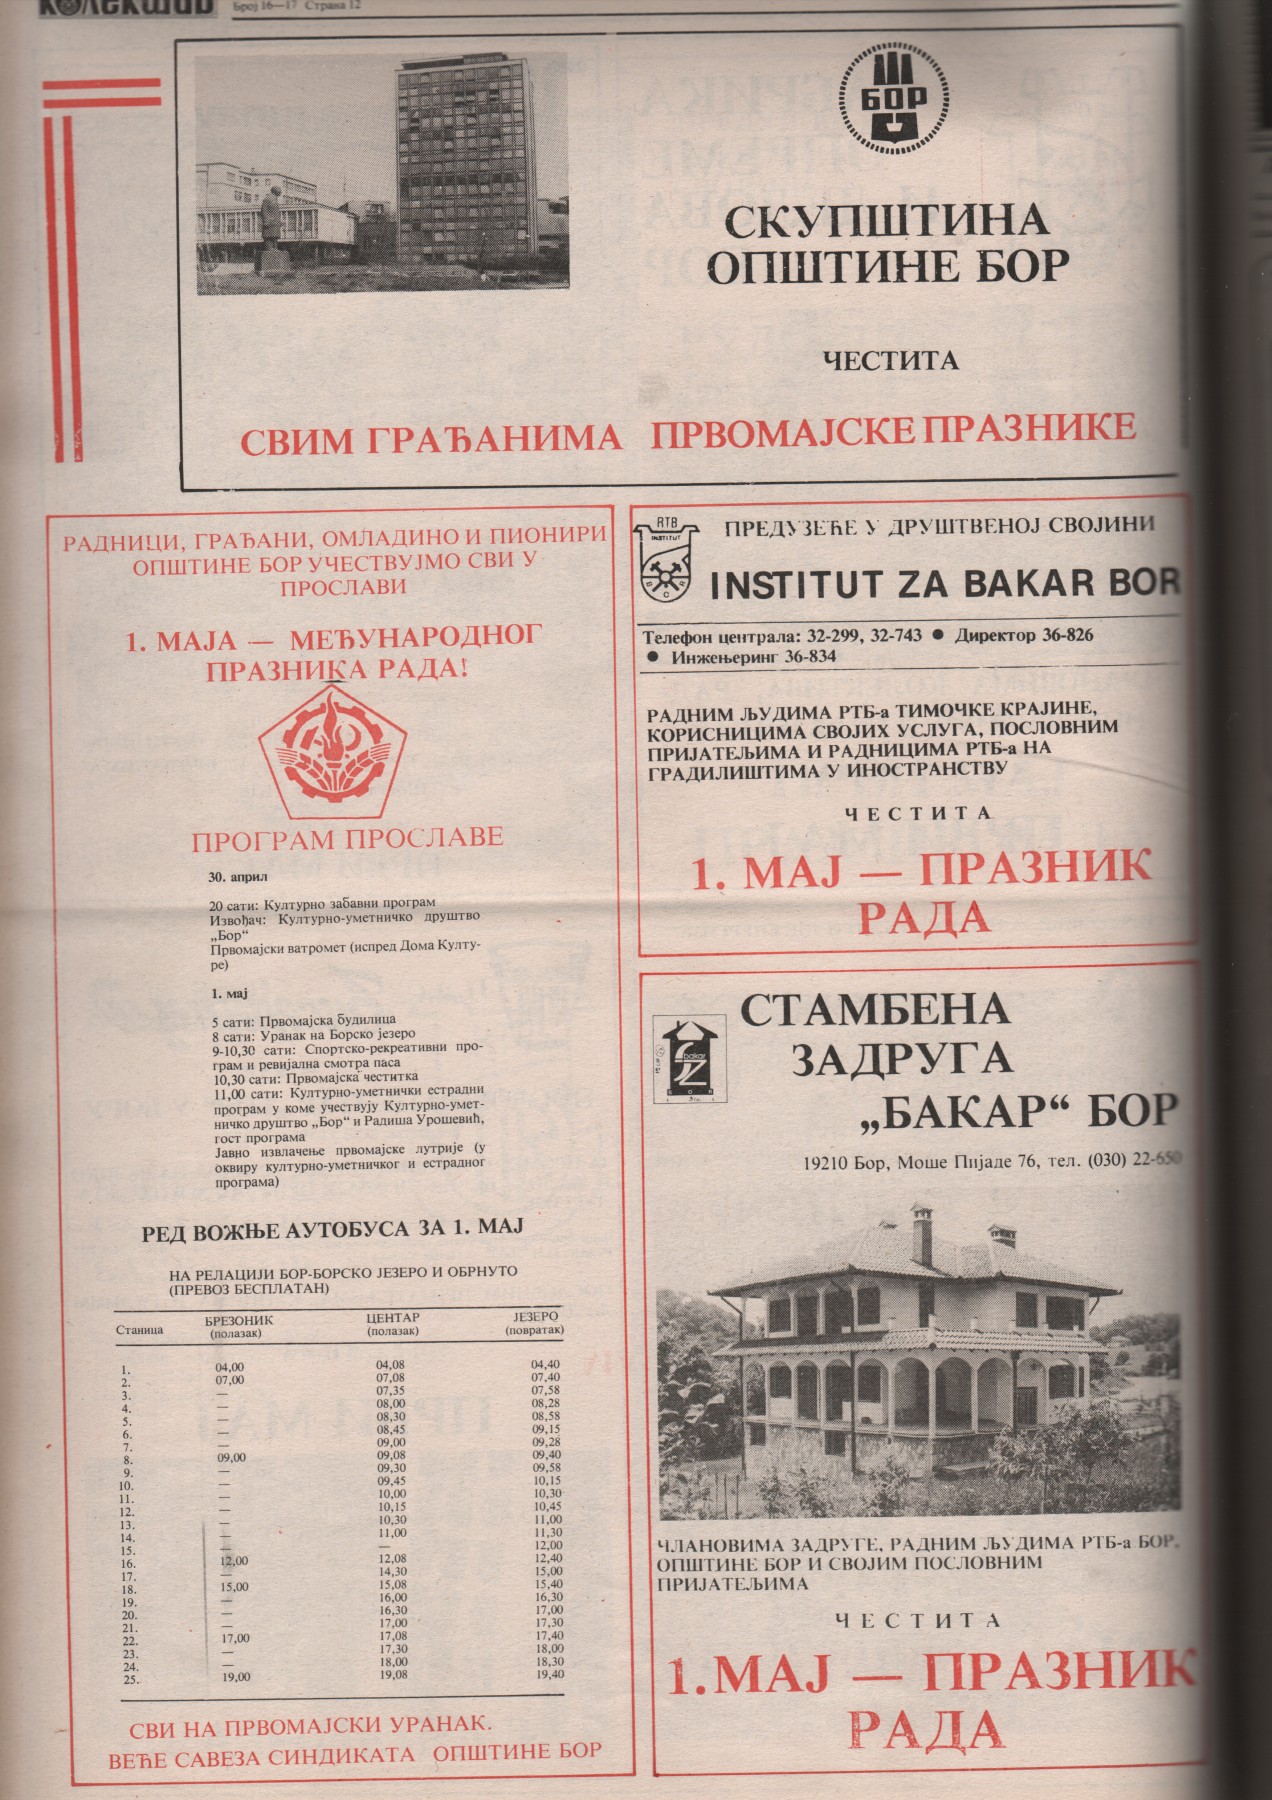 КОЛЕКТИВ
Број 16—17 Страна 12
БОР
СКУПШТИНА
ОПШТИНЕ БОР
ЧЕСТИТА
СВИМ ГРАЂАНИМА ПРВОМАЈСКЕ ПРАЗНИКЕ
РАДНИЦИ, ГРАЂАНИ, ОМЛАДИНО И ПИОНИРИ
ОПШТИНЕ БОР УЧЕСТВУЈМО СВИ У
ПРОСЛАВИ
1. МАЈА — МЕЂУНАРОДНОГ
ПРАЗНИКА РАДА!
ПРОГРАМ ПРОСЛАВЕ
30. април
20 сати: Културно забавни програм
Извођач: Културно-уметничко друштво
„Бор“
Првомајски ватромет (испред Дома Култу-
ре)
1. мај
5 сати: Првомајска будилица
8 сати: Уранак на Борско језеро
9-10,30 сати: Спортско-рекреативни про-
грам и ревијална смотра паса
10,30 сати: Првомајска честитка
11,00 сати: Културно-уметнички естрадни
програм у коме учествују Културно-умет-
ничко друштво „Бор“ и Радиша Урошевић,
гост програма
Јавно извлачење првомајске лутрије (у
оквиру културно-уметничког и естрадног
програма)
РЕД ВОЖЊЕ АУТОБУСА ЗА 1. МАЈ
НА РЕЛАЦИЈИ БОР-БОРСКО ЈЕЗЕРО И ОБРНУТО
(ПРЕВОЗ БЕСПЛАТАН)
Станица БРЕЗОНИК ЦЕНТАР ЈЕЗЕРО
(полазак) (полазак) (повратак)
1. 04,00 04,08 04,40
2. 07,00 07,08 07,40
3. — 07,35 07,58
4. — 08,00 08,28
5. — 08,30 08,58
6. — 08,45 09,15
7. — 09,00 09,28
8. 09,00 09,08 09,40
9. — 09,30 09,58
10. — 09,45 10,15
11. — 10,00 10,30
12. — 10,15 10,45
13. — 10,30 11,00
14. — 11,00 11,30
15. — — 12,00
16. 12,00 12,08 12,40
17. — 14,30 15,00
18. 15,00 15,08 15,40
19. — 16,00 16,30
20. — 16,30 17,00
21. — 17,00 17,30
22. 17,00 17,08 17,40
23. — 17,30 18,00
24. — 18,00 18,30
25. 19,00 19,08 19,40
СВИ НА ПРВОМАЈСКИ УРАНАК.
ВЕЋЕ САВЕЗА СИНДИКАТА ОПШТИНЕ БОР
RTB
INSTITUT
BOR
ПРЕДУЗЕЋЕ У ДРУШТВЕНОЈ СВОЈИНИ
INSTITUT ZA BAKAR BOR
Телефон централа: 32-299, 32-743 ● Директор 36-826
● Инжењеринг 36-834
РАДНИМ ЉУДИМА РТБ-а ТИМОЧКЕ КРАЈИНЕ,
КОРИСНИЦИМА СВОЈИХ УСЛУГА, ПОСЛОВНИМ
ПРИЈАТЕЉИМА И РАДНИЦИМА РТБ-а НА
ГРАДИЛИШТИМА У ИНОСТРАНСТВУ
ЧЕСТИТА
1. МАЈ — ПРАЗНИК
РАДА
СТАМБЕНА
ЗАДРУГА
„БАКАР“ БОР
bakar
SZ
BOR
19210 Бор, Моше Пијаде 76, тел. (030) 22-650
ЧЛАНОВИМА ЗАДРУГЕ, РАДНИМ ЉУДИМА РТБ-а БОР,
ОПШТИНЕ БОР И СВОЈИМ ПОСЛОВНИМ
ПРИЈАТЕЉИМА
ЧЕСТИТА
1. МАЈ — ПРАЗНИК
РАДА